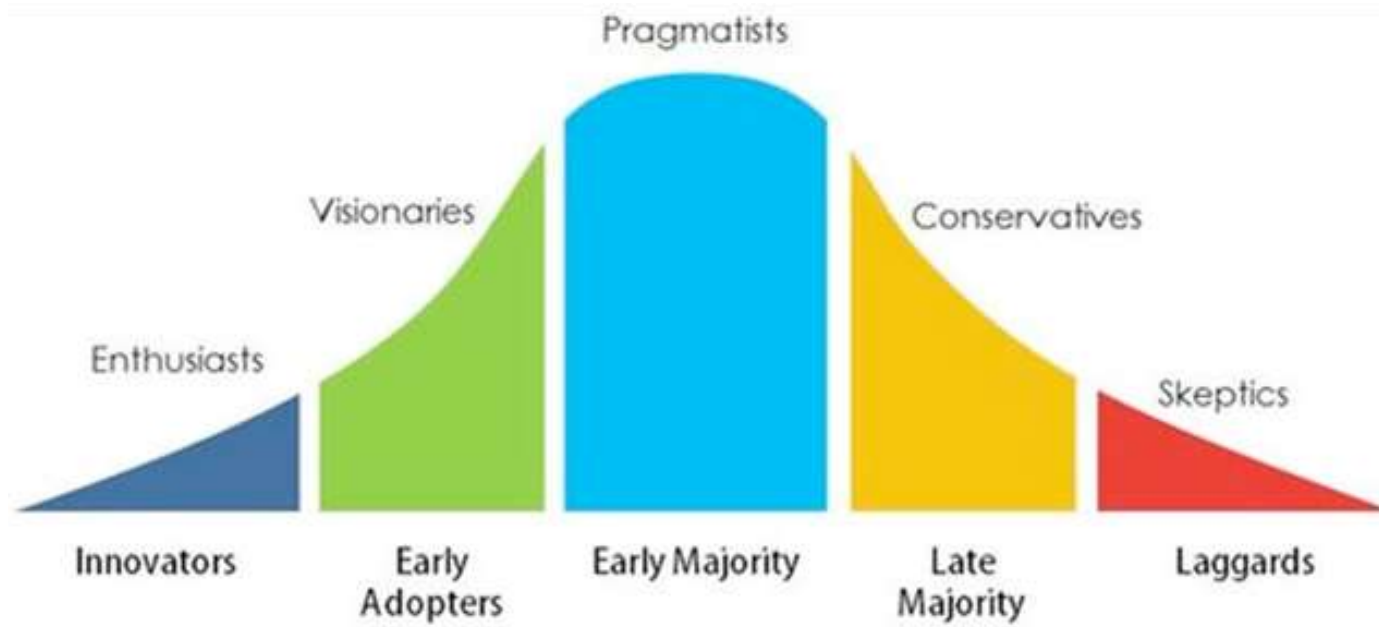 Pragmatists
Visionaries
Conservatives
Enthusiasts
Skeptics
Innovators
Early
Adopters
Early Majority
Late
Majority
Laggards